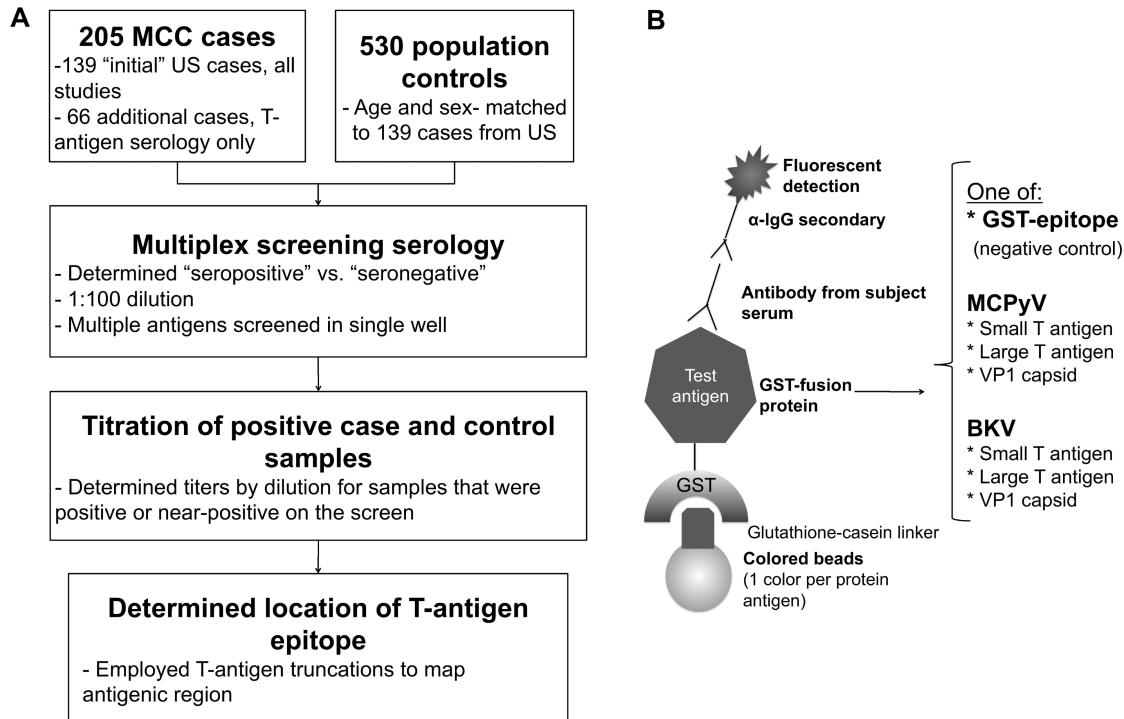 A
205 MCC cases
-139 “initial” US cases, all
studies
- 66 additional cases, T-
antigen serology only
530 population
controls
- Age and sex- matched
to 139 cases from US
Multiplex screening serology
- Determined “seropositive” vs. “seronegative”
- 1:100 dilution
- Multiple antigens screened in single well
Titration of positive case and control
samples
- Determined titers by dilution for samples that were
positive or near-positive on the screen
Determined location of T-antigen
epitope
- Employed T-antigen truncations to map
antigenic region
B
Fluorescent
detection
α-IgG secondary
Antibody from subject
serum
Test
antigen
GST-fusion
protein
GST
Glutathione-casein linker
Colored beads
(1 color per protein
antigen)
One of:
* GST-epitope
(negative control)
MCPyV
* Small T antigen
* Large T antigen
* VP1 capsid
BKV
* Small T antigen
* Large T antigen
* VP1 capsid